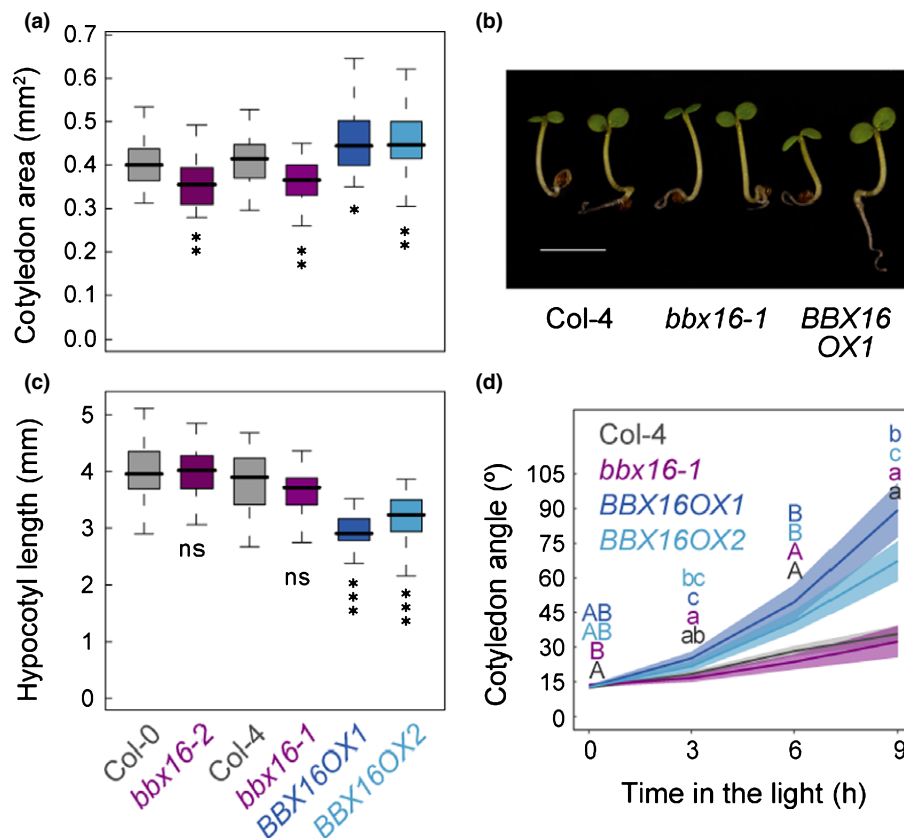 (a)
Cotyledon area (mm²)
0.7
0.6
0.5
0.4
0.3
0.2
0.1
0.0
**
**
*
**
(b)
Col-4 bbx16-1 BBX16
OX1
(c)
Hypocotyl length (mm)
5
4
3
2
1
0
ns
ns
***
***
Col-0 bbx16-2 Col-4 bbx16-1 BBX16OX1 BBX16OX2
(d)
Cotyledon angle (º)
105
90
75
60
45
30
15
0
Col-4
bbx16-1
BBX16OX1
BBX16OX2
AB
AB
B
A
bc
c
a
ab
B
B
A
A
b
c
a
a
0 3 6 9
Time in the light (h)